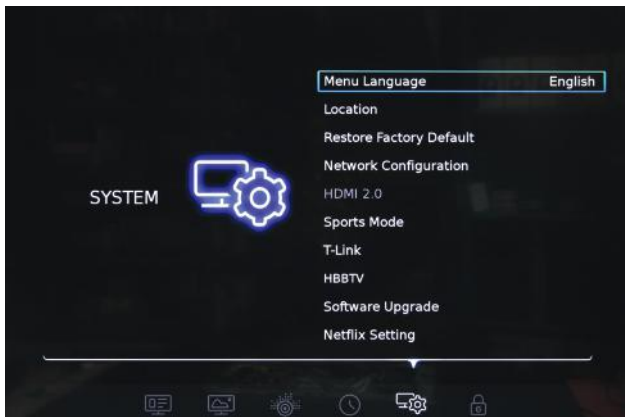 Menu Language English
Location
Restore Factory Default
Network Configuration
SYSTEM
HDMI 2.0
Sports Mode
T-Link
HBBTV
Software Upgrade
Netflix Setting